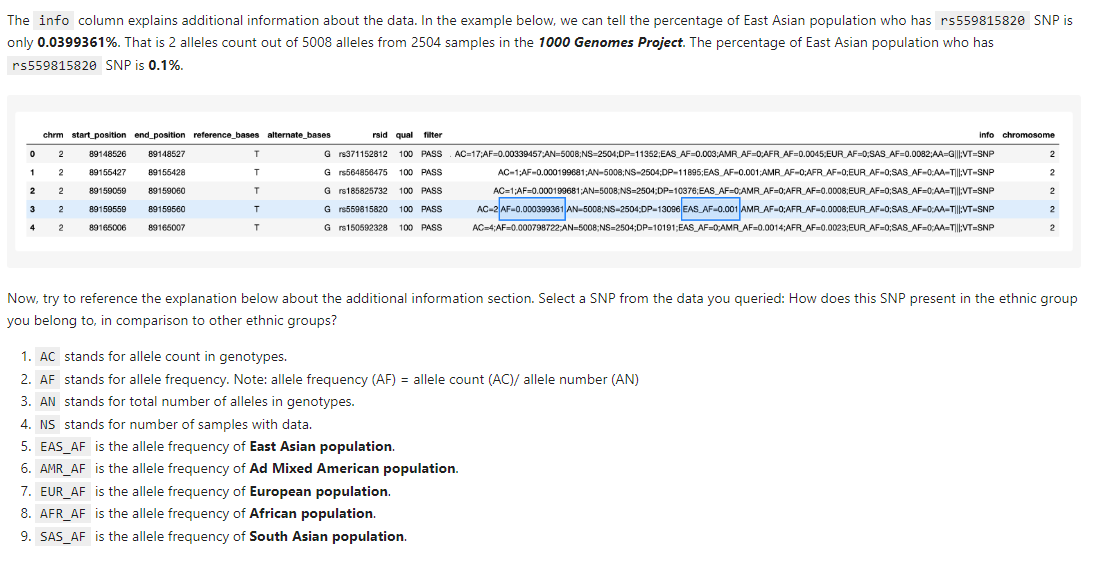 The info column explains additional information about the data. In the example below, we can tell the percentage of East Asian population who has rs559815820 SNP is
only 0.0399361%. That is 2 alleles count out of 5008 alleles from 2504 samples in the 1000 Genomes Project. The percentage of East Asian population who has
rs559815820 SNP is 0.1%.
chrm start_position end_position reference_bases alternate_bases rsid qual filter info chromosome
0 2 89148526 89148527 T G rs371152812 100 PASS . AC=17;AF=0.00339457;AN=5008;NS=2504;DP=11352;EAS_AF=0.003;AMR_AF=0;AFR_AF=0.0045;EUR_AF=0;SAS_AF=0.0082;AA=G|||;VT=SNP 2
1 2 89155427 89155428 T G rs564856475 100 PASS AC=1;AF=0.000199681;AN=5008;NS=2504;DP=11895;EAS_AF=0.001;AMR_AF=0;AFR_AF=0;EUR_AF=0;SAS_AF=0;AA=T|||;VT=SNP 2
2 2 89159059 89159060 T G rs185825732 100 PASS AC=1;AF=0.000199681;AN=5008;NS=2504;DP=10376;EAS_AF=0;AMR_AF=0;AFR_AF=0.0008;EUR_AF=0;SAS_AF=0;AA=T|||;VT=SNP 2
3 2 89159559 89159560 T G rs559815820 100 PASS AC=2 AF=0.000399361 AN=5008;NS=2504;DP=13096 EAS_AF=0.001 AMR_AF=0;AFR_AF=0.0008;EUR_AF=0;SAS_AF=0;AA=T|||;VT=SNP 2
4 2 89165006 89165007 T G rs150592328 100 PASS AC=4;AF=0.000798722;AN=5008;NS=2504;DP=10191;EAS_AF=0;AMR_AF=0.0014;AFR_AF=0.0023;EUR_AF=0;SAS_AF=0;AA=T|||;VT=SNP 2
Now, try to reference the explanation below about the additional information section. Select a SNP from the data you queried: How does this SNP present in the ethnic group
you belong to, in comparison to other ethnic groups?
1. AC stands for allele count in genotypes.
2. AF stands for allele frequency. Note: allele frequency (AF) = allele count (AC)/ allele number (AN)
3. AN stands for total number of alleles in genotypes.
4. NS stands for number of samples with data.
5. EAS_AF is the allele frequency of East Asian population.
6. AMR_AF is the allele frequency of Ad Mixed American population.
7. EUR_AF is the allele frequency of European population.
8. AFR_AF is the allele frequency of African population.
9. SAS_AF is the allele frequency of South Asian population.